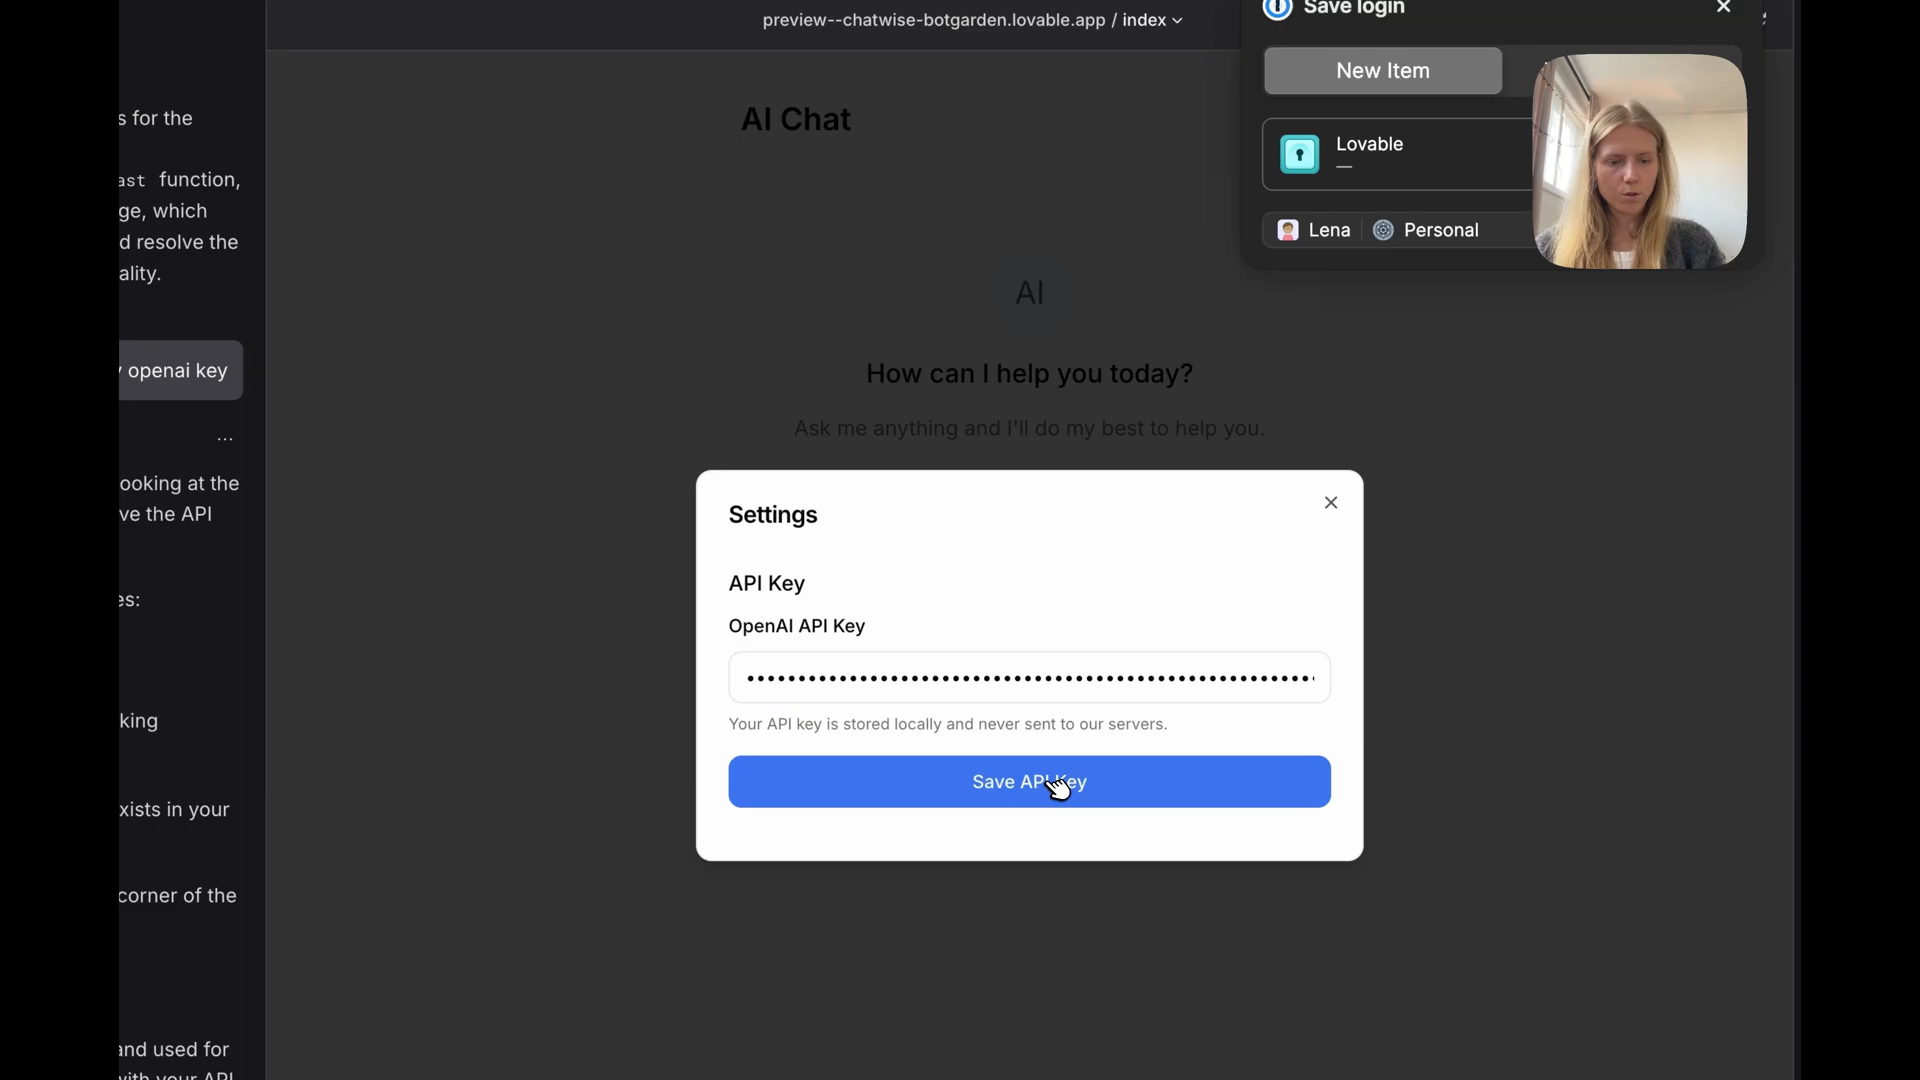 preview--chatwise-botgarden.lovable.app / index
Save login
New Item
Lovable
—
Lena
Personal
s for the
ast function,
ge, which
d resolve the
ality.
openai key
...
ooking at the
ve the API
es:
king
xists in your
corner of the
and used for
with your API
AI Chat
AI
How can I help you today?
Ask me anything and I'll do my best to help you.
Settings
API Key
OpenAI API Key
Your API key is stored locally and never sent to our servers.
Save API Key